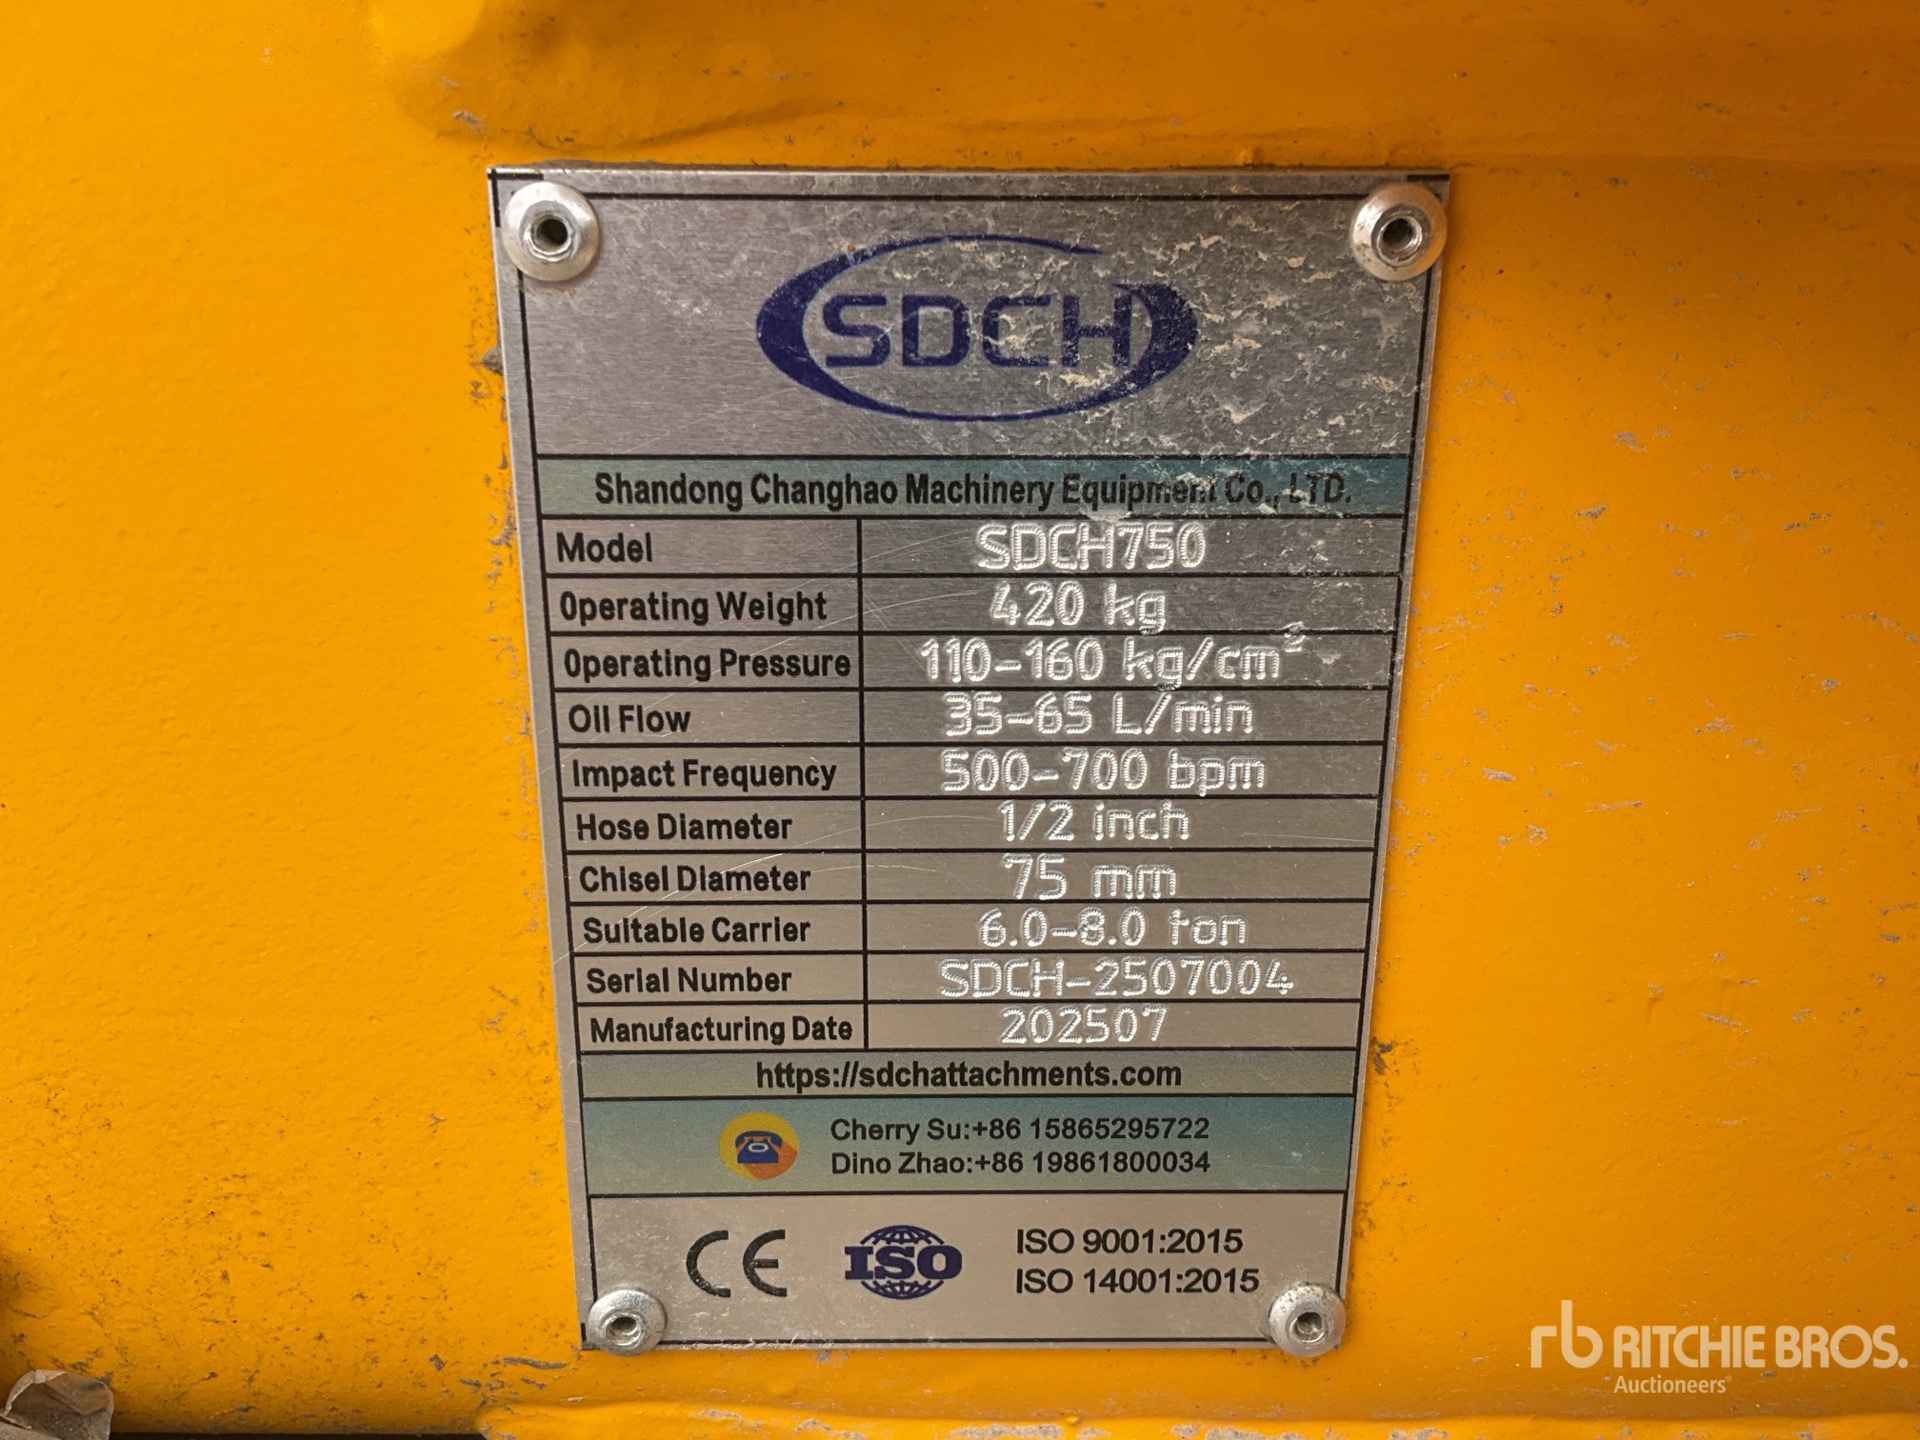 SDCH
Shandong Changhao Machinery Equipment Co., LTD.
Model SDCH750
Operating Weight 420 kg
Operating Pressure 110-160 kg/cm²
Oil Flow 35-65 L/min
Impact Frequency 500-700 bpm
Hose Diameter 1/2 inch
Chisel Diameter 75 mm
Suitable Carrier 6.0-8.0 ton
Serial Number SDCH-2507004
Manufacturing Date 202507
https://sdchattachments.com
Cherry Su:+86 15865295722
Dino Zhao:+86 19861800034
CE ISO ISO 9001:2015
ISO 14001:2015
rb RITCHIE BROS.
Auctioneers